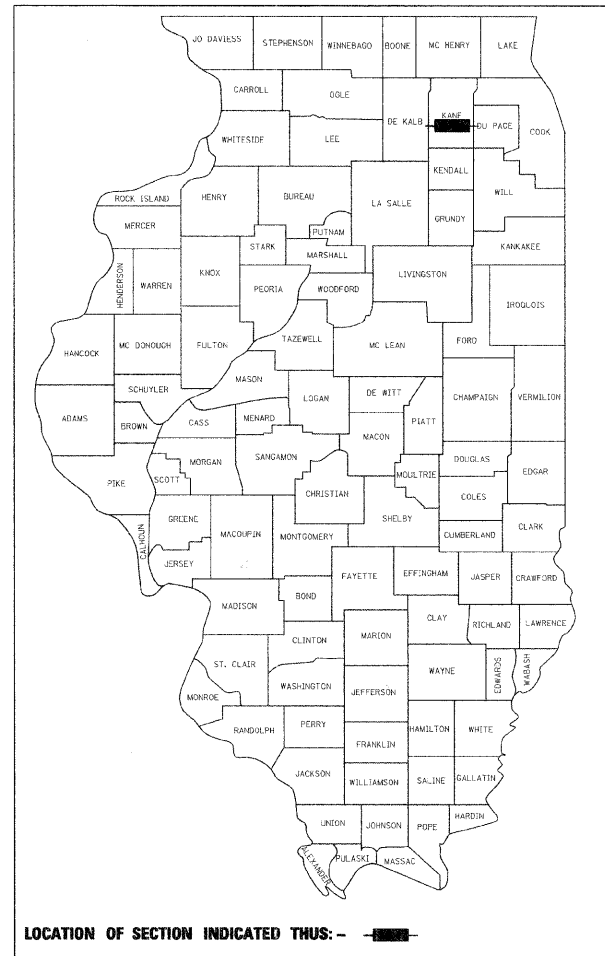 JO DAVIESS STEPHENSON WINNEBAGO BOONE MC HENRY LAKE
CARROLL OGLE DE KALB KANE DU PAGE COOK
WHITESIDE LEE
KENDALL
ROCK ISLAND HENRY BUREAU LA SALLE GRUNDY WILL
MERCER PUTNAM
STARK MARSHALL KANKAKEE
HENDERSON WARREN KNOX PEORIA WOODFORD LIVINGSTON IROGLOIS
HANCOCK MC DONOUGH FULTON TAZEWELL MC LEAN FORD
MASON
SCHUYLER LOGAN DE WITT CHAMPAIGN VERMILION
ADAMS BROWN CASS MENARD MACON PIATT
MORGAN SANGAMON DOUGLAS EDGAR
PIKE SCOTT CHRISTIAN MOULTRIE COLES
GREENE MACOUPIN MONTGOMERY SHELBY CUMBERLAND CLARK
CALHOUN JERSEY FAYETTE EFFINGHAM JASPER CRAWFORD
MADISON BOND
CLAY RICHLAND LAWRENCE
CLINTON MARION
ST. CLAIR WAYNE EDWARDS WABASH
WASHINGTON JEFFERSON
MONROE
RANDOLPH PERRY HAMILTON WHITE
FRANKLIN
JACKSON WILLIAMSON SALINE GALLATIN
UNION JOHNSON POPE HARDIN
ALEXANDER PULASKI MASSAC
LOCATION OF SECTION INDICATED THUS: -